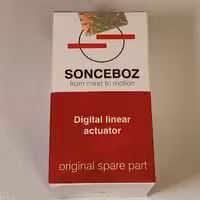 SONCEBOZ
from mind to motion
Digital linear
actuator
original spare part